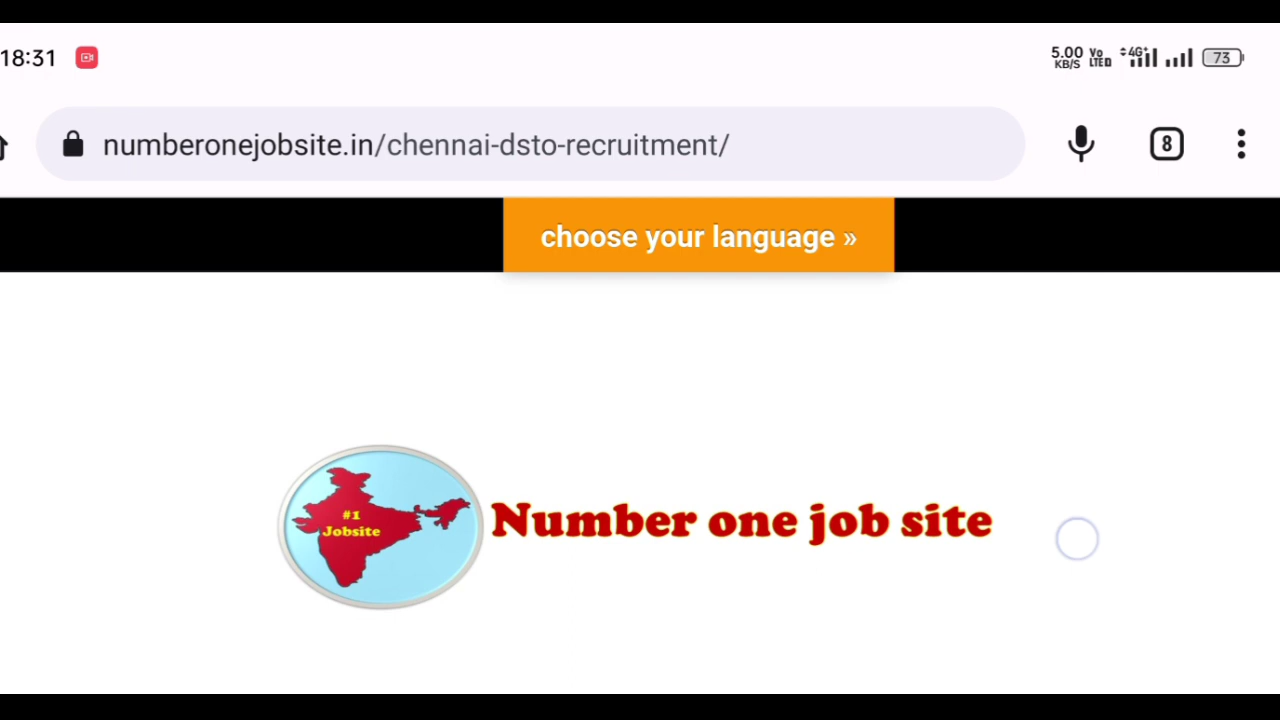 18:31
5.00 KB/S Vo LTE 4G+ 73
numberonejobsite.in/chennai-dsto-recruitment/
8
choose your language »
#1
Jobsite
Number one job site